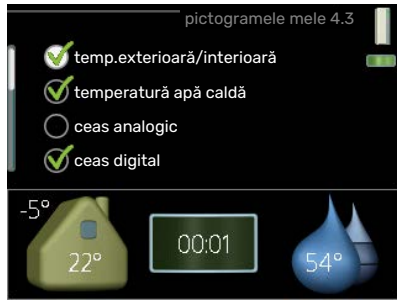 pictogramele mele 4.3
temp.exterioară/interioară
temperatură apă caldă
ceas analogic
ceas digital
-5°
22°
00:01
54°